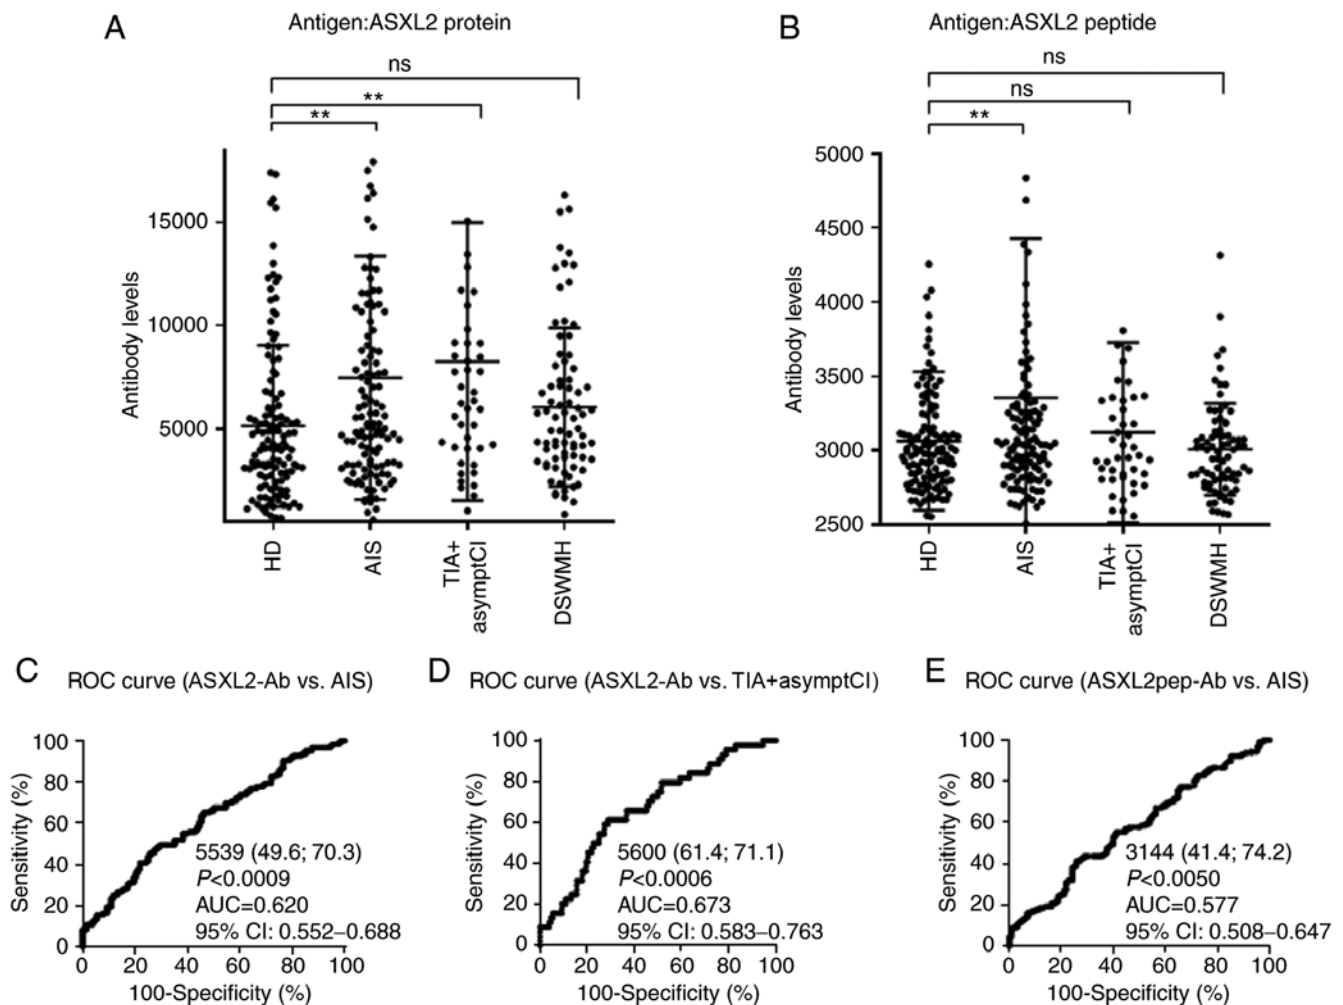 A
Antigen:ASXL2 protein
ns
**
**
Antibody levels
15000
10000
5000
HD
AIS
TIA+
asymptCI
DSWMH
B
Antigen:ASXL2 peptide
ns
ns
**
Antibody levels
5000
4500
4000
3500
3000
2500
HD
AIS
TIA+
asymptCI
DSWMH
C
ROC curve (ASXL2-Ab vs. AIS)
Sensitivity (%)
100
80
60
40
20
0
5539 (49.6; 70.3)
P<0.0009
AUC=0.620
95% CI: 0.552–0.688
0 20 40 60 80 100
100-Specificity (%)
D
ROC curve (ASXL2-Ab vs. TIA+asymptCI)
Sensitivity (%)
100
80
60
40
20
0
5600 (61.4; 71.1)
P<0.0006
AUC=0.673
95% CI: 0.583–0.763
0 20 40 60 80 100
100-Specificity (%)
E
ROC curve (ASXL2pep-Ab vs. AIS)
Sensitivity (%)
100
80
60
40
20
0
3144 (41.4; 74.2)
P<0.0050
AUC=0.577
95% CI: 0.508–0.647
0 20 40 60 80 100
100-Specificity (%)